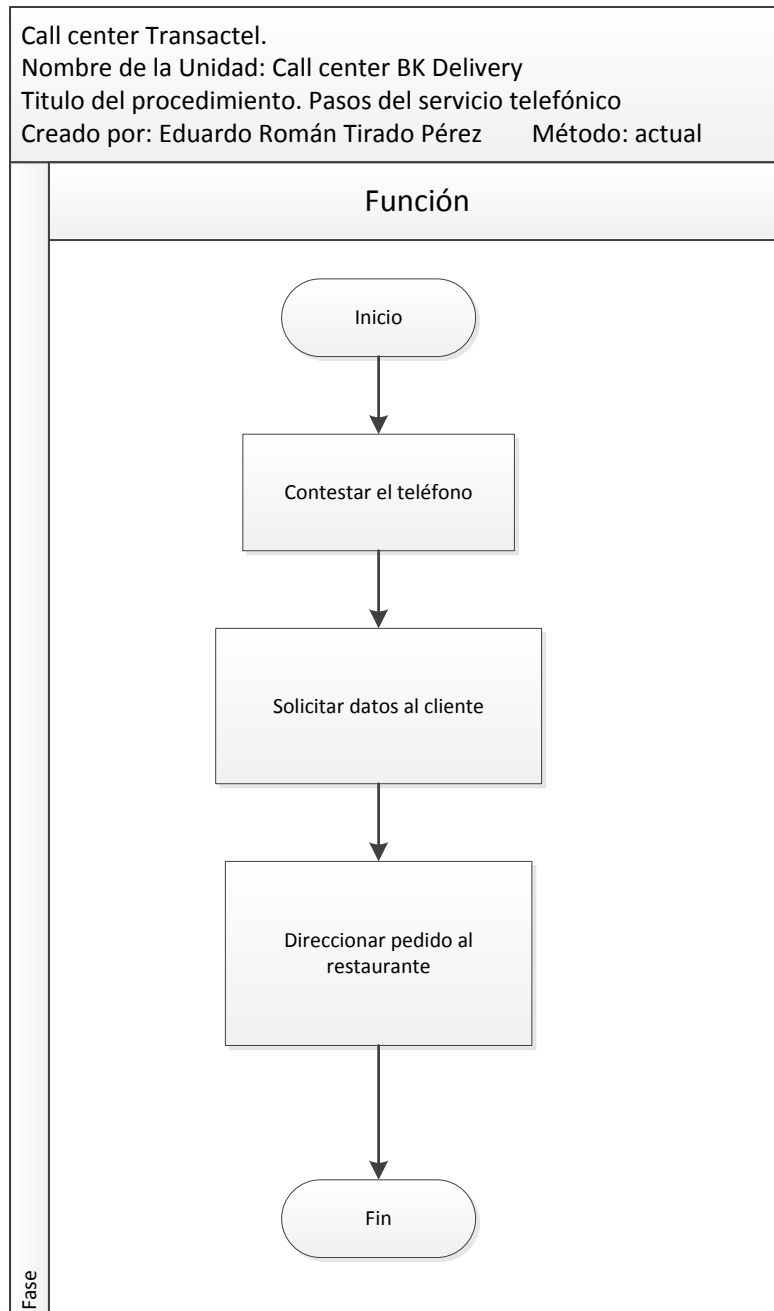 Call center Transactel.
Nombre de la Unidad: Call center BK Delivery
Titulo del procedimiento. Pasos del servicio telefónico
Creado por: Eduardo Román Tirado Pérez Método: actual
Función
Inicio
Contestar el teléfono
Solicitar datos al cliente
Direccionar pedido al
restaurante
Fin
Fase